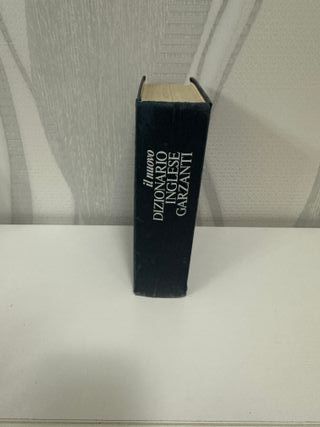 il nuovo
DIZIONARIO
INGLESE
GARZANTI